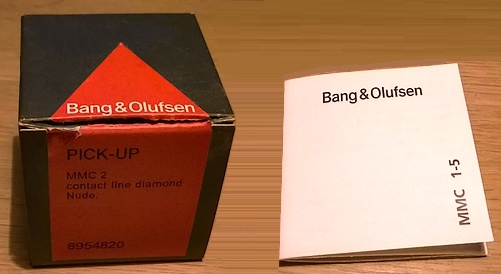 Bang & Olufsen
PICK-UP
MMC 2
contact line diamond
Nude.
8954820
Bang & Olufsen
MMC 1-5